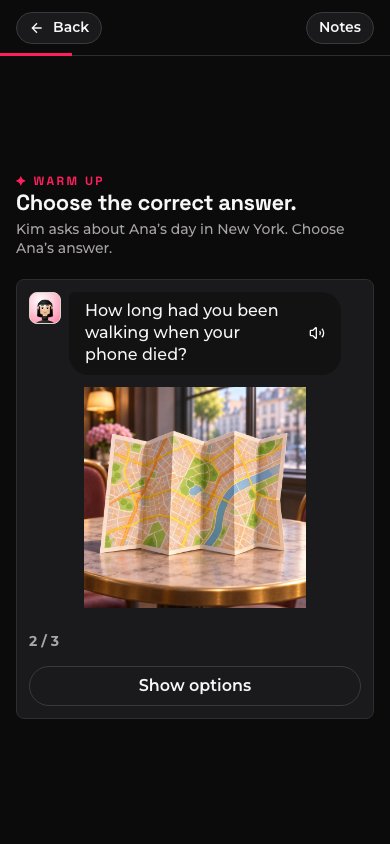 Back
Notes
WARM UP
Choose the correct answer.
Kim asks about Ana's day in New York. Choose
Ana's answer.
How long had you been
walking when your
phone died?
2 / 3
Show options